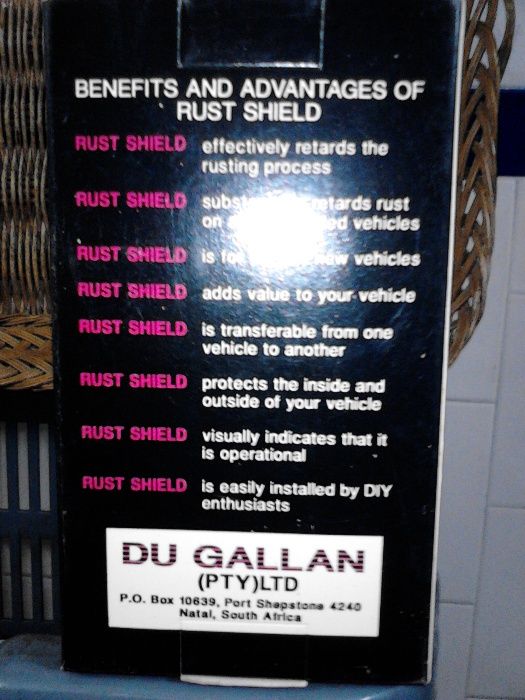 BENEFITS AND ADVANTAGES OF
RUST SHIELD
RUST SHIELD effectively retards the
rusting process
RUST SHIELD retards rust
on vehicles
RUST SHIELD is vehicles
RUST SHIELD adds value to your vehicle
RUST SHIELD is transferable from one
vehicle to another
RUST SHIELD protects the inside and
outside of your vehicle
RUST SHIELD visually indicates that it
is operational
RUST SHIELD is easily installed by DIY
enthusiasts
DU GALLAN
(PTY)LTD
P.O. Box 10639, Port Shepstone 4240
Natal, South Africa